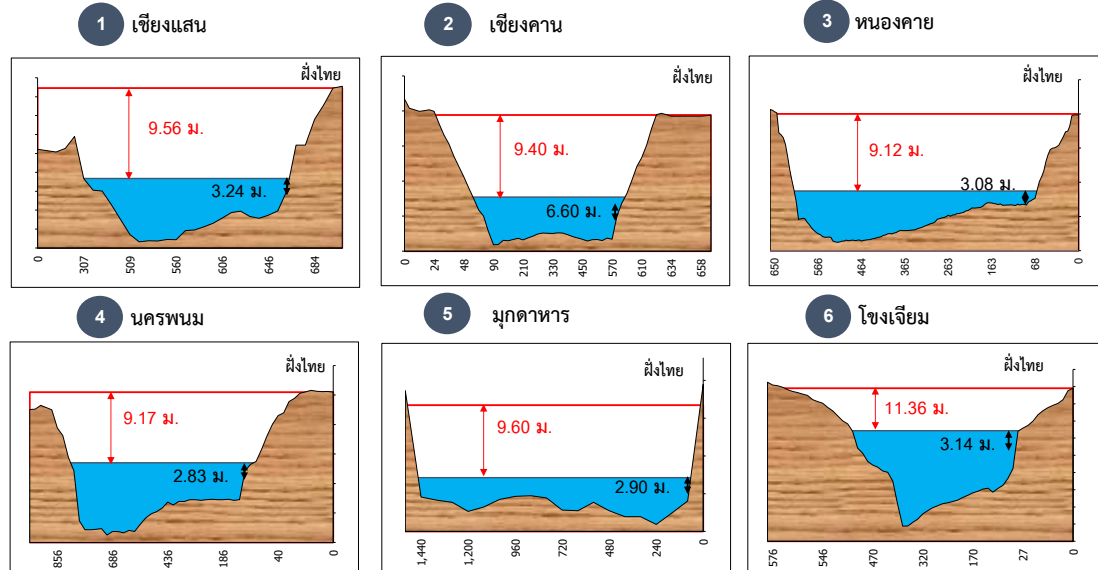 1 เชียงแสน
ฝั่งไทย
9.56 ม.
3.24 ม.
0 307 509 560 606 646 684
2 เชียงคาน
ฝั่งไทย
9.40 ม.
6.60 ม.
0 24 48 90 210 330 450 570 610 634 658
3 หนองคาย
ฝั่งไทย
9.12 ม.
3.08 ม.
650 566 464 365 263 163 68 0
4 นครพนม
ฝั่งไทย
9.17 ม.
2.83 ม.
856 686 436 186 40 0
5 มุกดาหาร
ฝั่งไทย
9.60 ม.
2.90 ม.
1,440 1,200 960 720 480 240 0
6 โขงเจียม
ฝั่งไทย
11.36 ม.
3.14 ม.
576 546 470 320 170 27 0